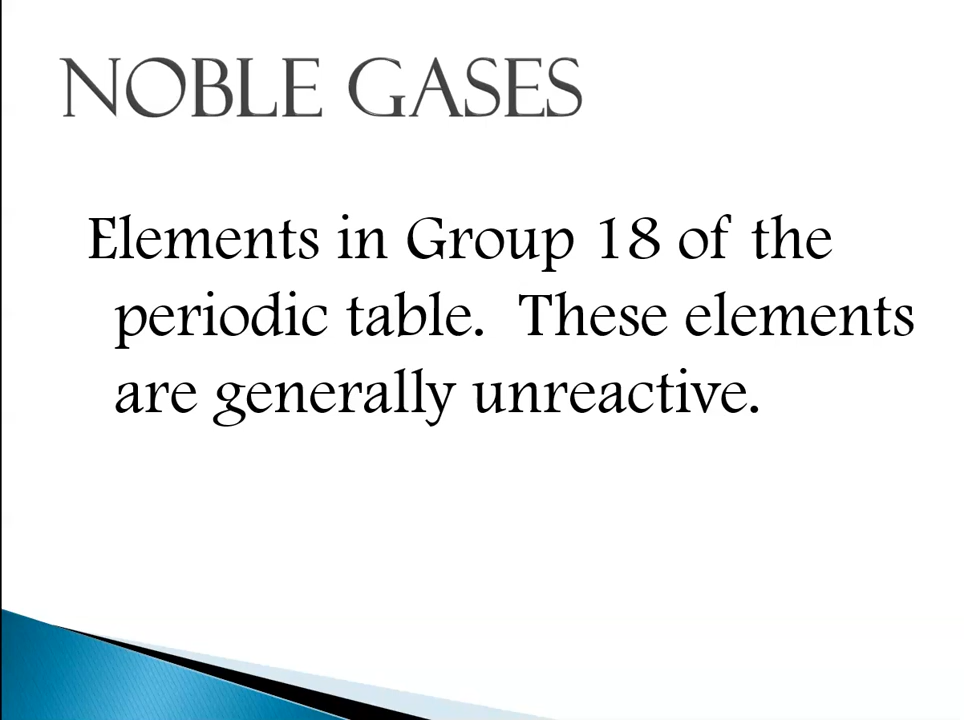 NOBLE GASES
Elements in Group 18 of the
periodic table.  These elements
are generally unreactive.